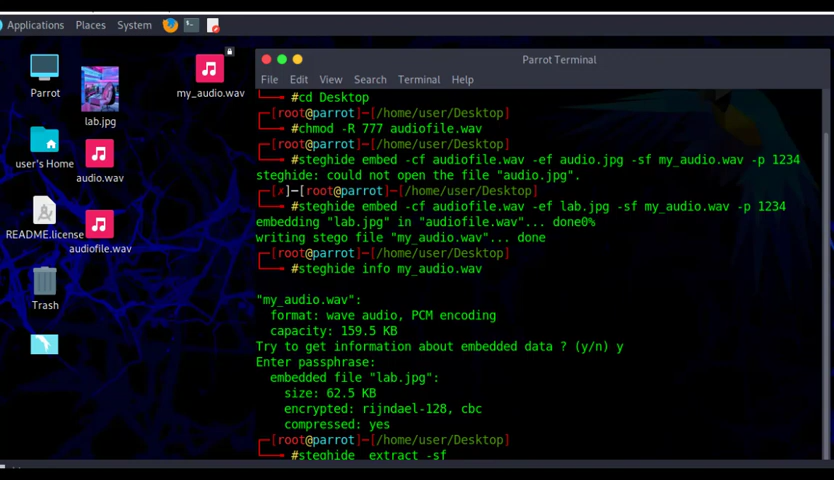 Applications Places System
Parrot
lab.jpg
my_audio.wav
user's Home
audio.wav
README.license
audiofile.wav
Trash
Parrot Terminal
File Edit View Search Terminal Help
└──╼ #cd Desktop
┌─[root@parrot]─[/home/user/Desktop]
└──╼ #chmod -R 777 audiofile.wav
┌─[root@parrot]─[/home/user/Desktop]
└──╼ #steghide embed -cf audiofile.wav -ef audio.jpg -sf my_audio.wav -p 1234
steghide: could not open the file "audio.jpg".
┌─[✗]─[root@parrot]─[/home/user/Desktop]
└──╼ #steghide embed -cf audiofile.wav -ef lab.jpg -sf my_audio.wav -p 1234
embedding "lab.jpg" in "audiofile.wav"... done0%
writing stego file "my_audio.wav"... done
┌─[root@parrot]─[/home/user/Desktop]
└──╼ #steghide info my_audio.wav
"my_audio.wav":
format: wave audio, PCM encoding
capacity: 159.5 KB
Try to get information about embedded data ? (y/n) y
Enter passphrase:
embedded file "lab.jpg":
size: 62.5 KB
encrypted: rijndael-128, cbc
compressed: yes
┌─[root@parrot]─[/home/user/Desktop]
└──╼ #steghide extract -sf